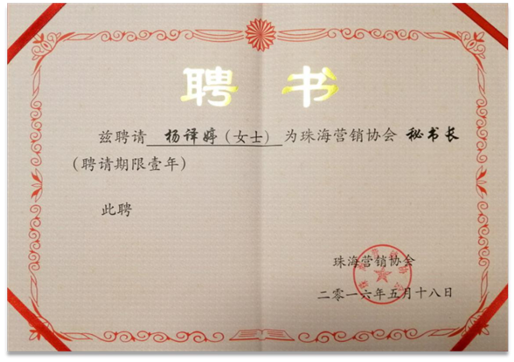 聘书
兹聘请 杨译婷（女士） 为珠海营销协会 秘书长
（聘请期限壹年）
此聘
珠海营销协会
二零一六年五月十八日